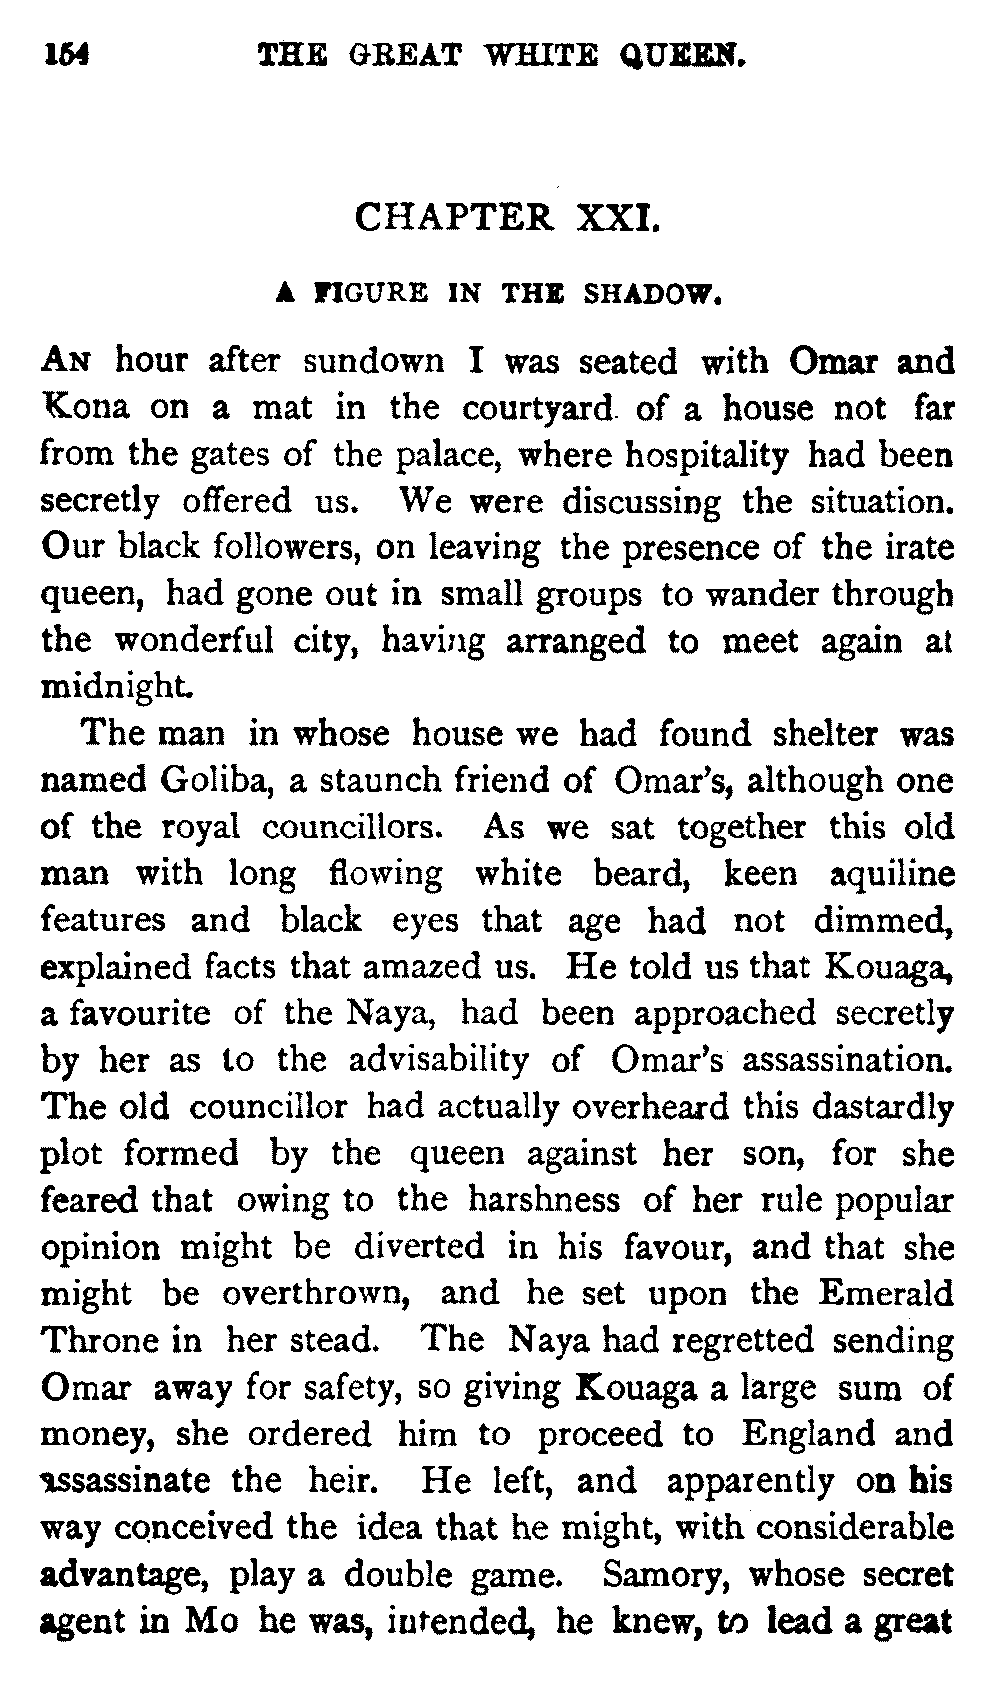 154 THE GREAT WHITE QUEEN.
CHAPTER XXI.
A FIGURE IN THE SHADOW.
AN hour after sundown I was seated with Omar and
Kona on a mat in the courtyard of a house not far
from the gates of the palace, where hospitality had been
secretly offered us. We were discussing the situation.
Our black followers, on leaving the presence of the irate
queen, had gone out in small groups to wander through
the wonderful city, having arranged to meet again at
midnight.
The man in whose house we had found shelter was
named Goliba, a staunch friend of Omar's, although one
of the royal councillors. As we sat together this old
man with long flowing white beard, keen aquiline
features and black eyes that age had not dimmed,
explained facts that amazed us. He told us that Kouaga,
a favourite of the Naya, had been approached secretly
by her as to the advisability of Omar's assassination.
The old councillor had actually overheard this dastardly
plot formed by the queen against her son, for she
feared that owing to the harshness of her rule popular
opinion might be diverted in his favour, and that she
might be overthrown, and he set upon the Emerald
Throne in her stead. The Naya had regretted sending
Omar away for safety, so giving Kouaga a large sum of
money, she ordered him to proceed to England and
assassinate the heir. He left, and apparently on his
way conceived the idea that he might, with considerable
advantage, play a double game. Samory, whose secret
agent in Mo he was, intended, he knew, to lead a great